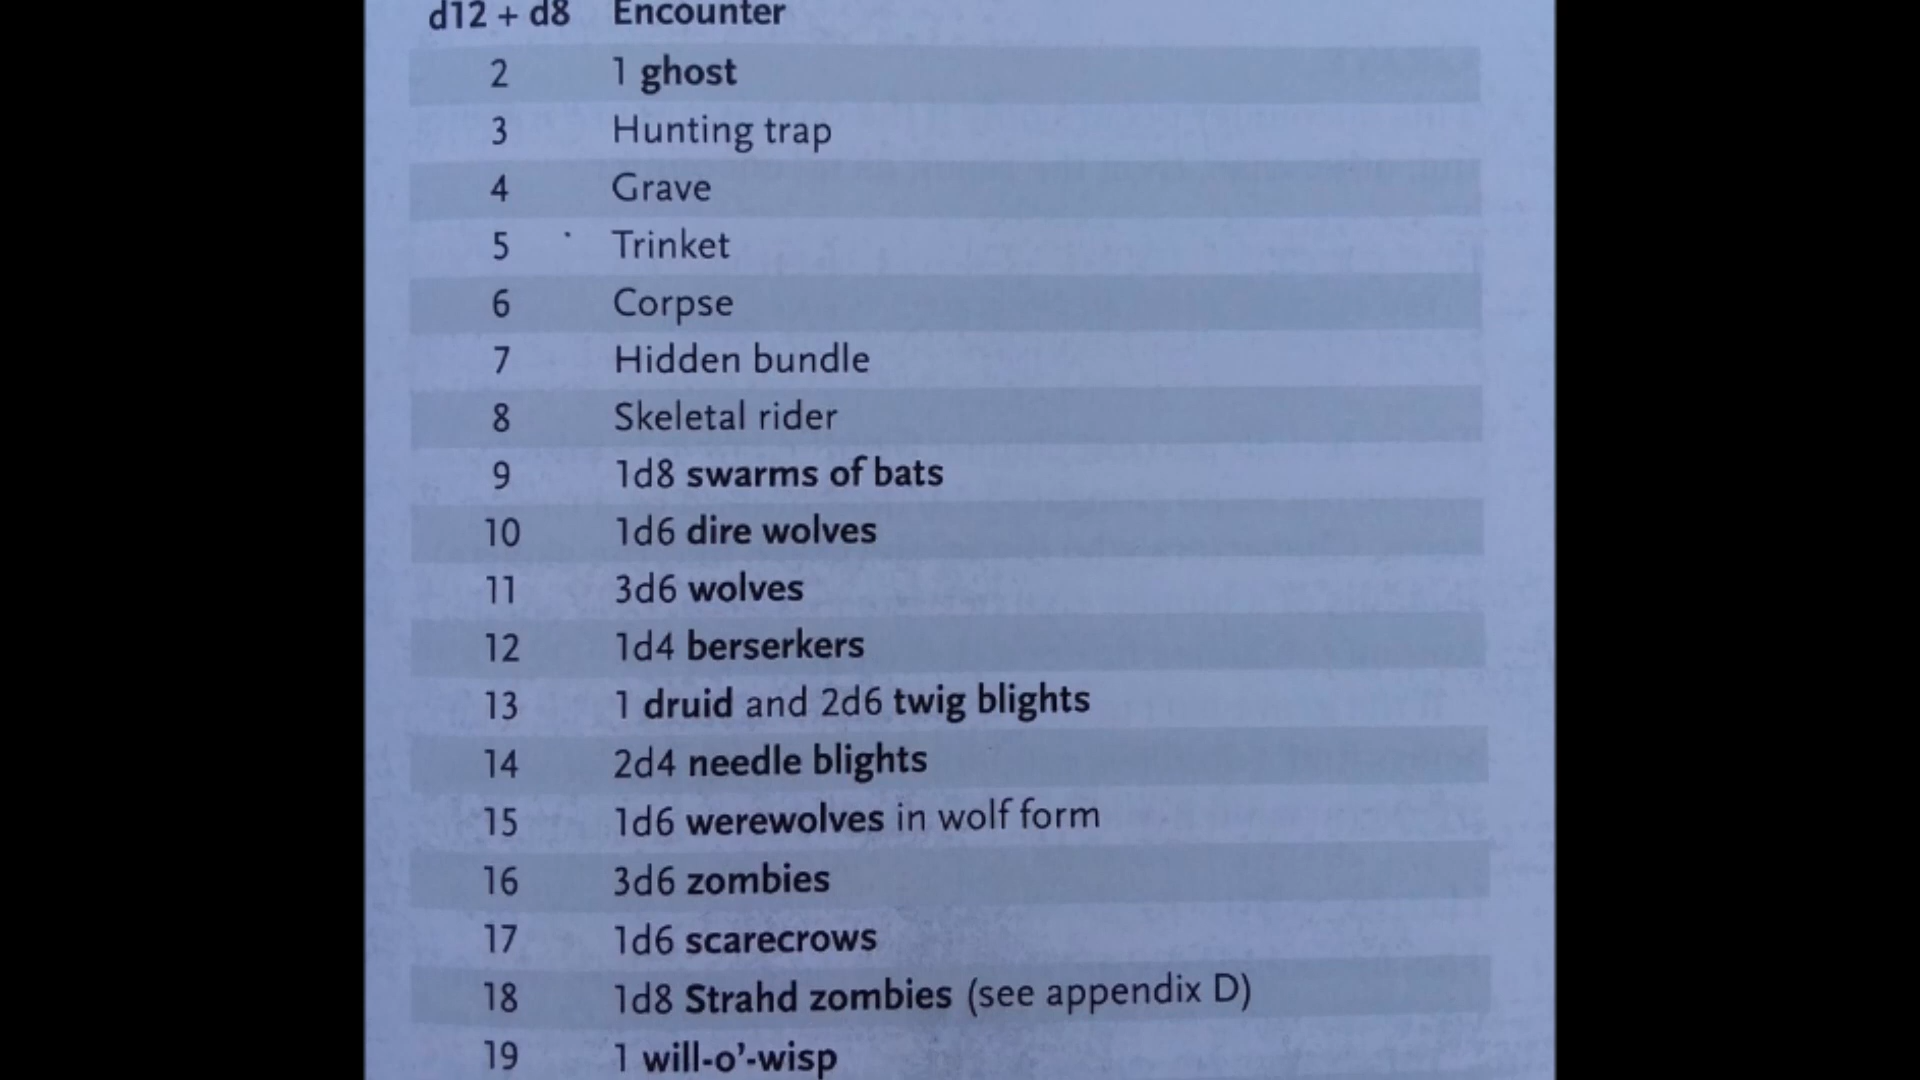 d12 + d8 Encounter
2 1 ghost
3 Hunting trap
4 Grave
5 Trinket
6 Corpse
7 Hidden bundle
8 Skeletal rider
9 1d8 swarms of bats
10 1d6 dire wolves
11 3d6 wolves
12 1d4 berserkers
13 1 druid and 2d6 twig blights
14 2d4 needle blights
15 1d6 werewolves in wolf form
16 3d6 zombies
17 1d6 scarecrows
18 1d8 Strahd zombies (see appendix D)
19 1 will-o'-wisp